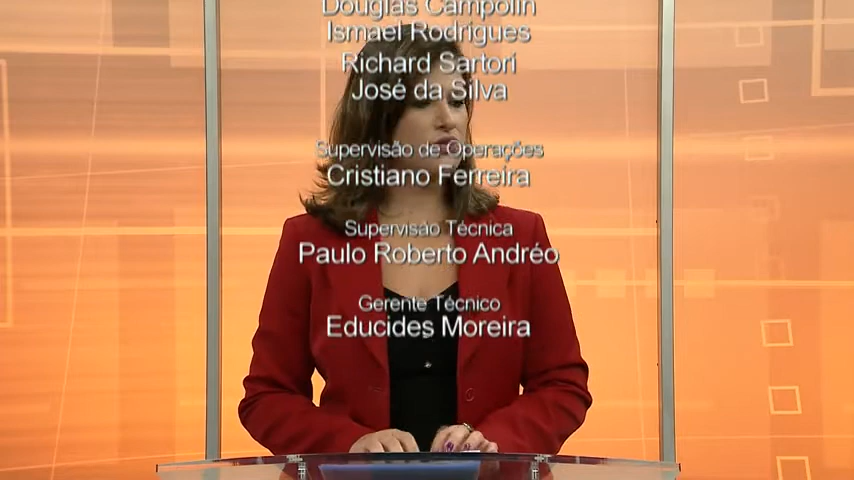 Douglas Campolin
Ismael Rodrigues
Richard Sartori
José da Silva
Supervisão de Operações
Cristiano Ferreira
Supervisão Técnica
Paulo Roberto Andréo
Gerente Técnico
Educides Moreira